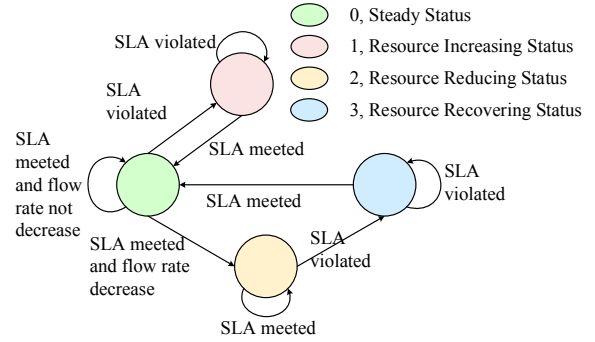 SLA violated
0, Steady Status
1, Resource Increasing Status
2, Resource Reducing Status
3, Resource Recovering Status
SLA
violated
SLA meeted
SLA
meeted
and flow
rate not
decrease
SLA meeted
SLA
violated
SLA meeted
and flow rate
decrease
SLA
violated
SLA meeted